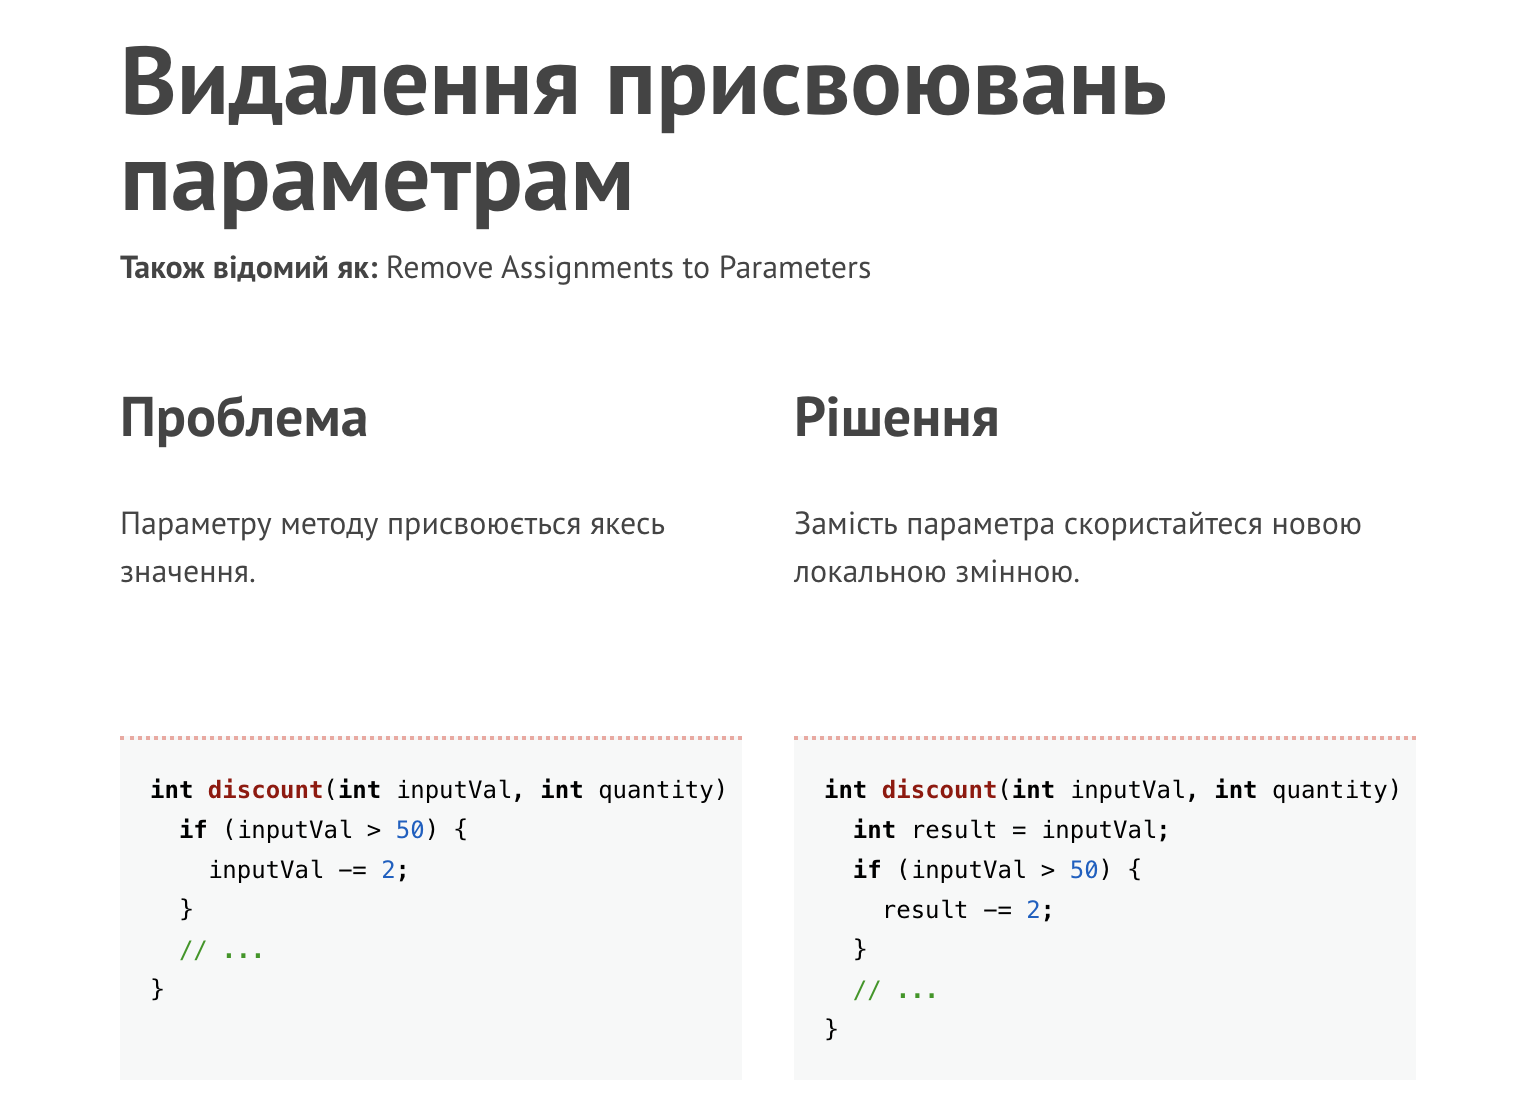 Видалення присвоювань
параметрам
Також відомий як: Remove Assignments to Parameters
Проблема
Параметру методу присвоюється якесь
значення.
int discount(int inputVal, int quantity)
  if (inputVal > 50) {
    inputVal -= 2;
  }
  // ...
}
Рішення
Замість параметра скористайтеся новою
локальною змінною.
int discount(int inputVal, int quantity)
  int result = inputVal;
  if (inputVal > 50) {
    result -= 2;
  }
  // ...
}